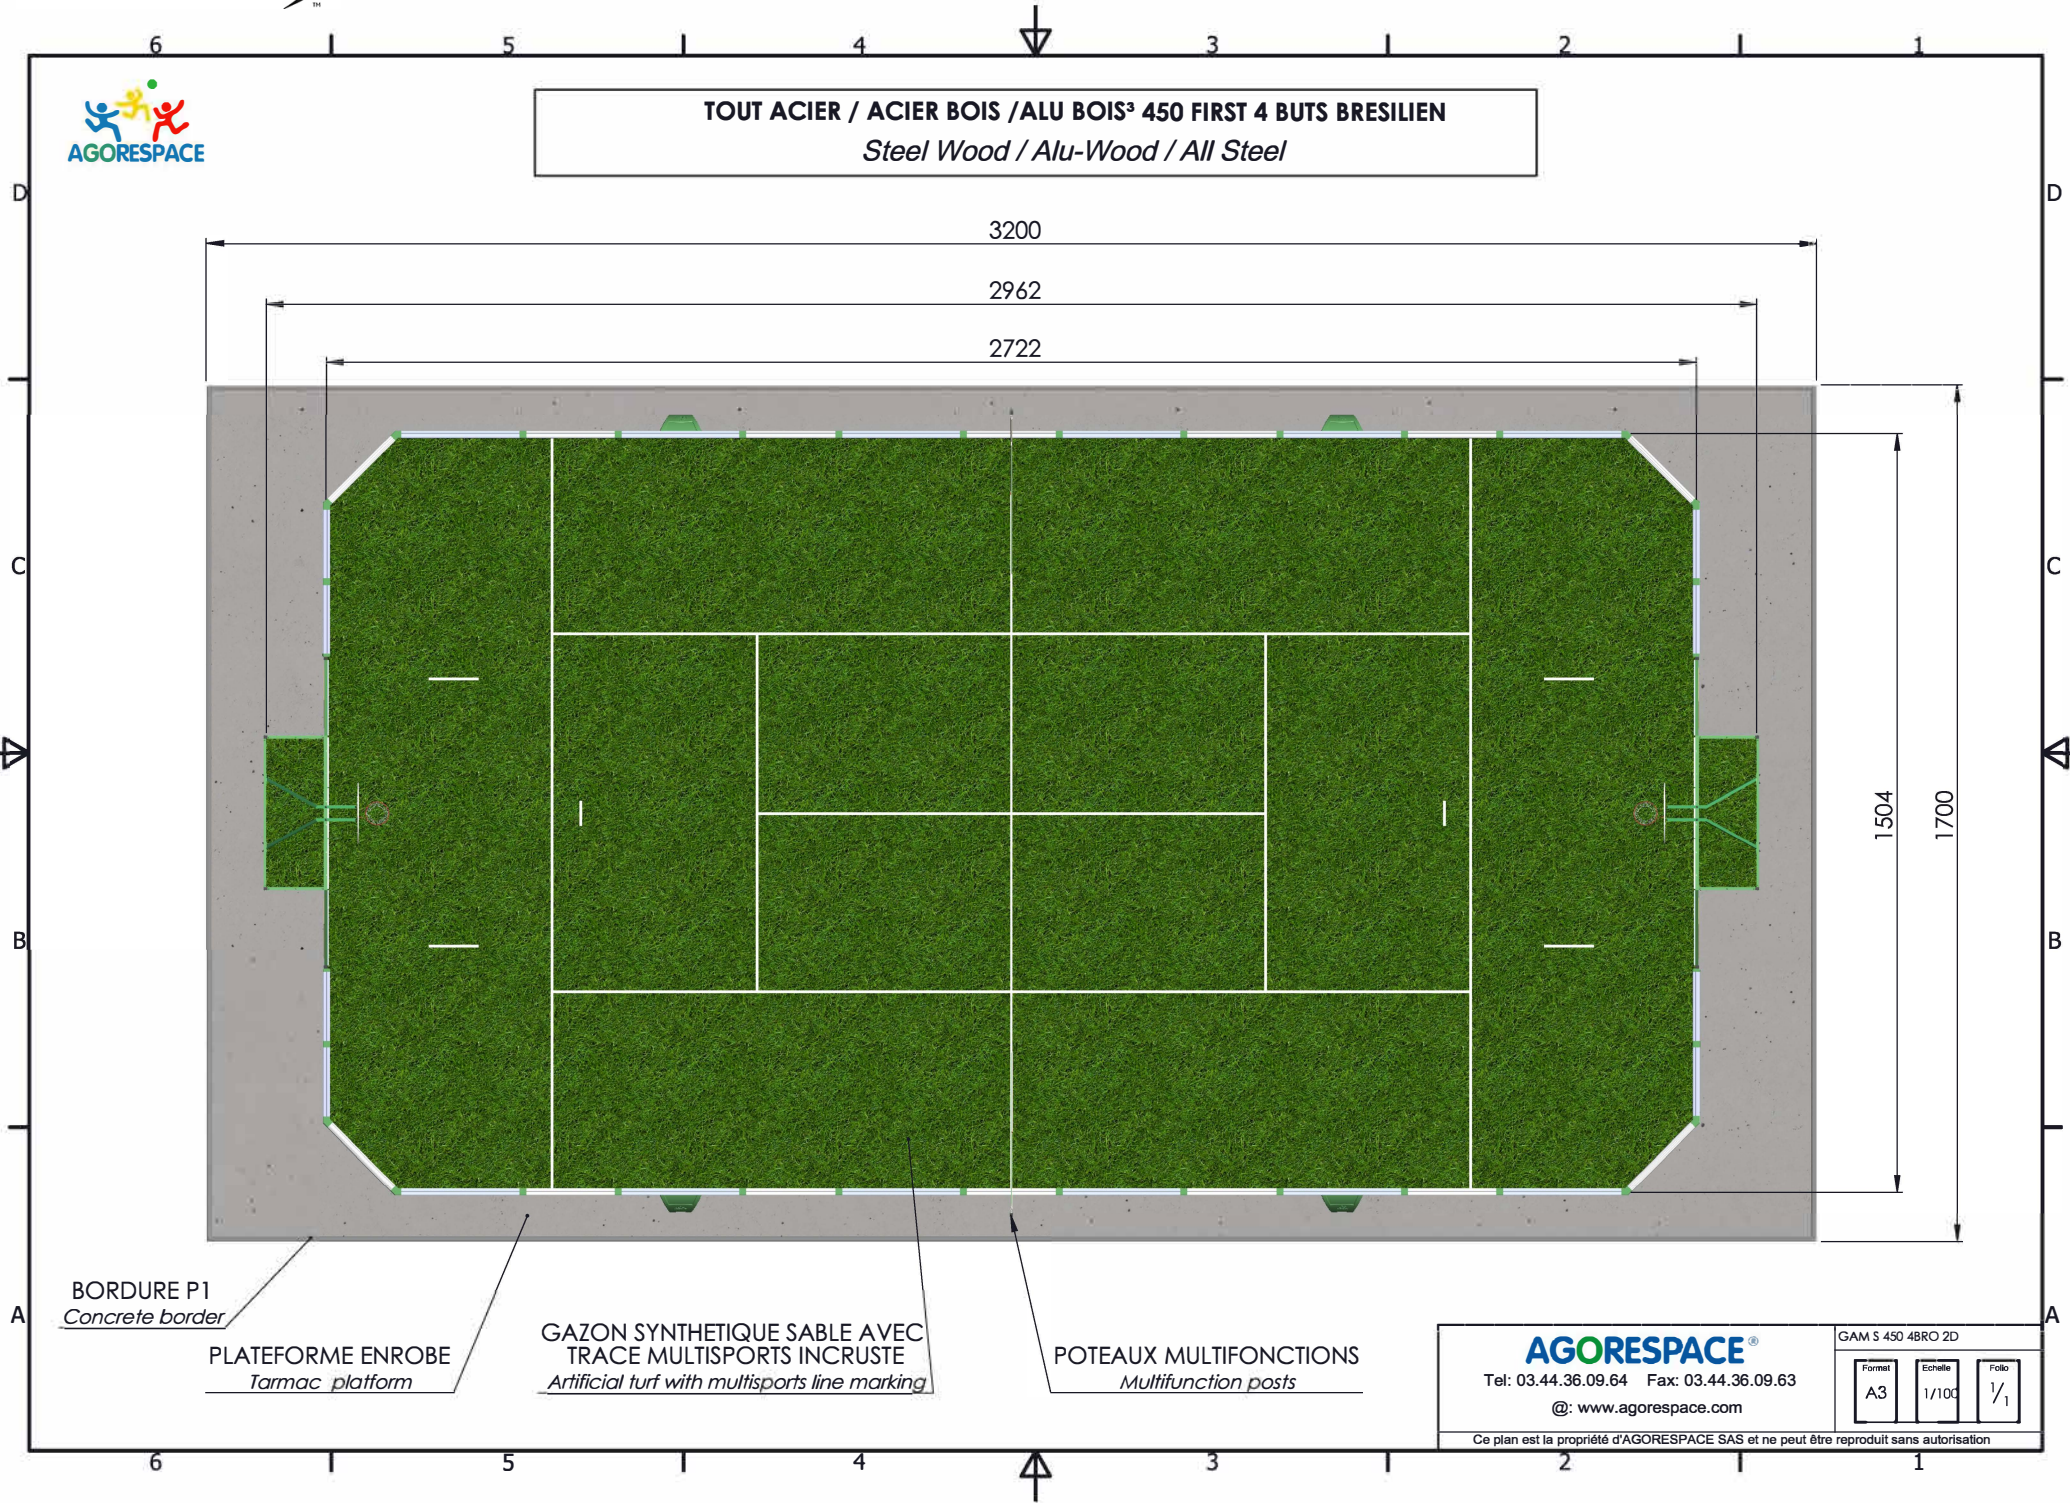 ™
6 5 4 3 2 1
AGORESPACE
TOUT ACIER / ACIER BOIS /ALU BOIS³ 450 FIRST 4 BUTS BRESILIEN
Steel Wood / Alu-Wood / All Steel
D D
3200
2962
2722
C C
1504
1700
B B
BORDURE P1
Concrete border
A A
PLATEFORME ENROBE
Tarmac platform
GAZON SYNTHETIQUE SABLE AVEC
TRACE MULTISPORTS INCRUSTE
Artificial turf with multisports line marking
POTEAUX MULTIFONCTIONS
Multifunction posts
AGORESPACE®
Tel: 03.44.36.09.64 Fax: 03.44.36.09.63
@: www.agorespace.com
GAM S 450 4BRO 2D
Format Echelle Folio
A3 1/100 1/1
Ce plan est la propriété d'AGORESPACE SAS et ne peut être reproduit sans autorisation
6 5 4 3 2 1